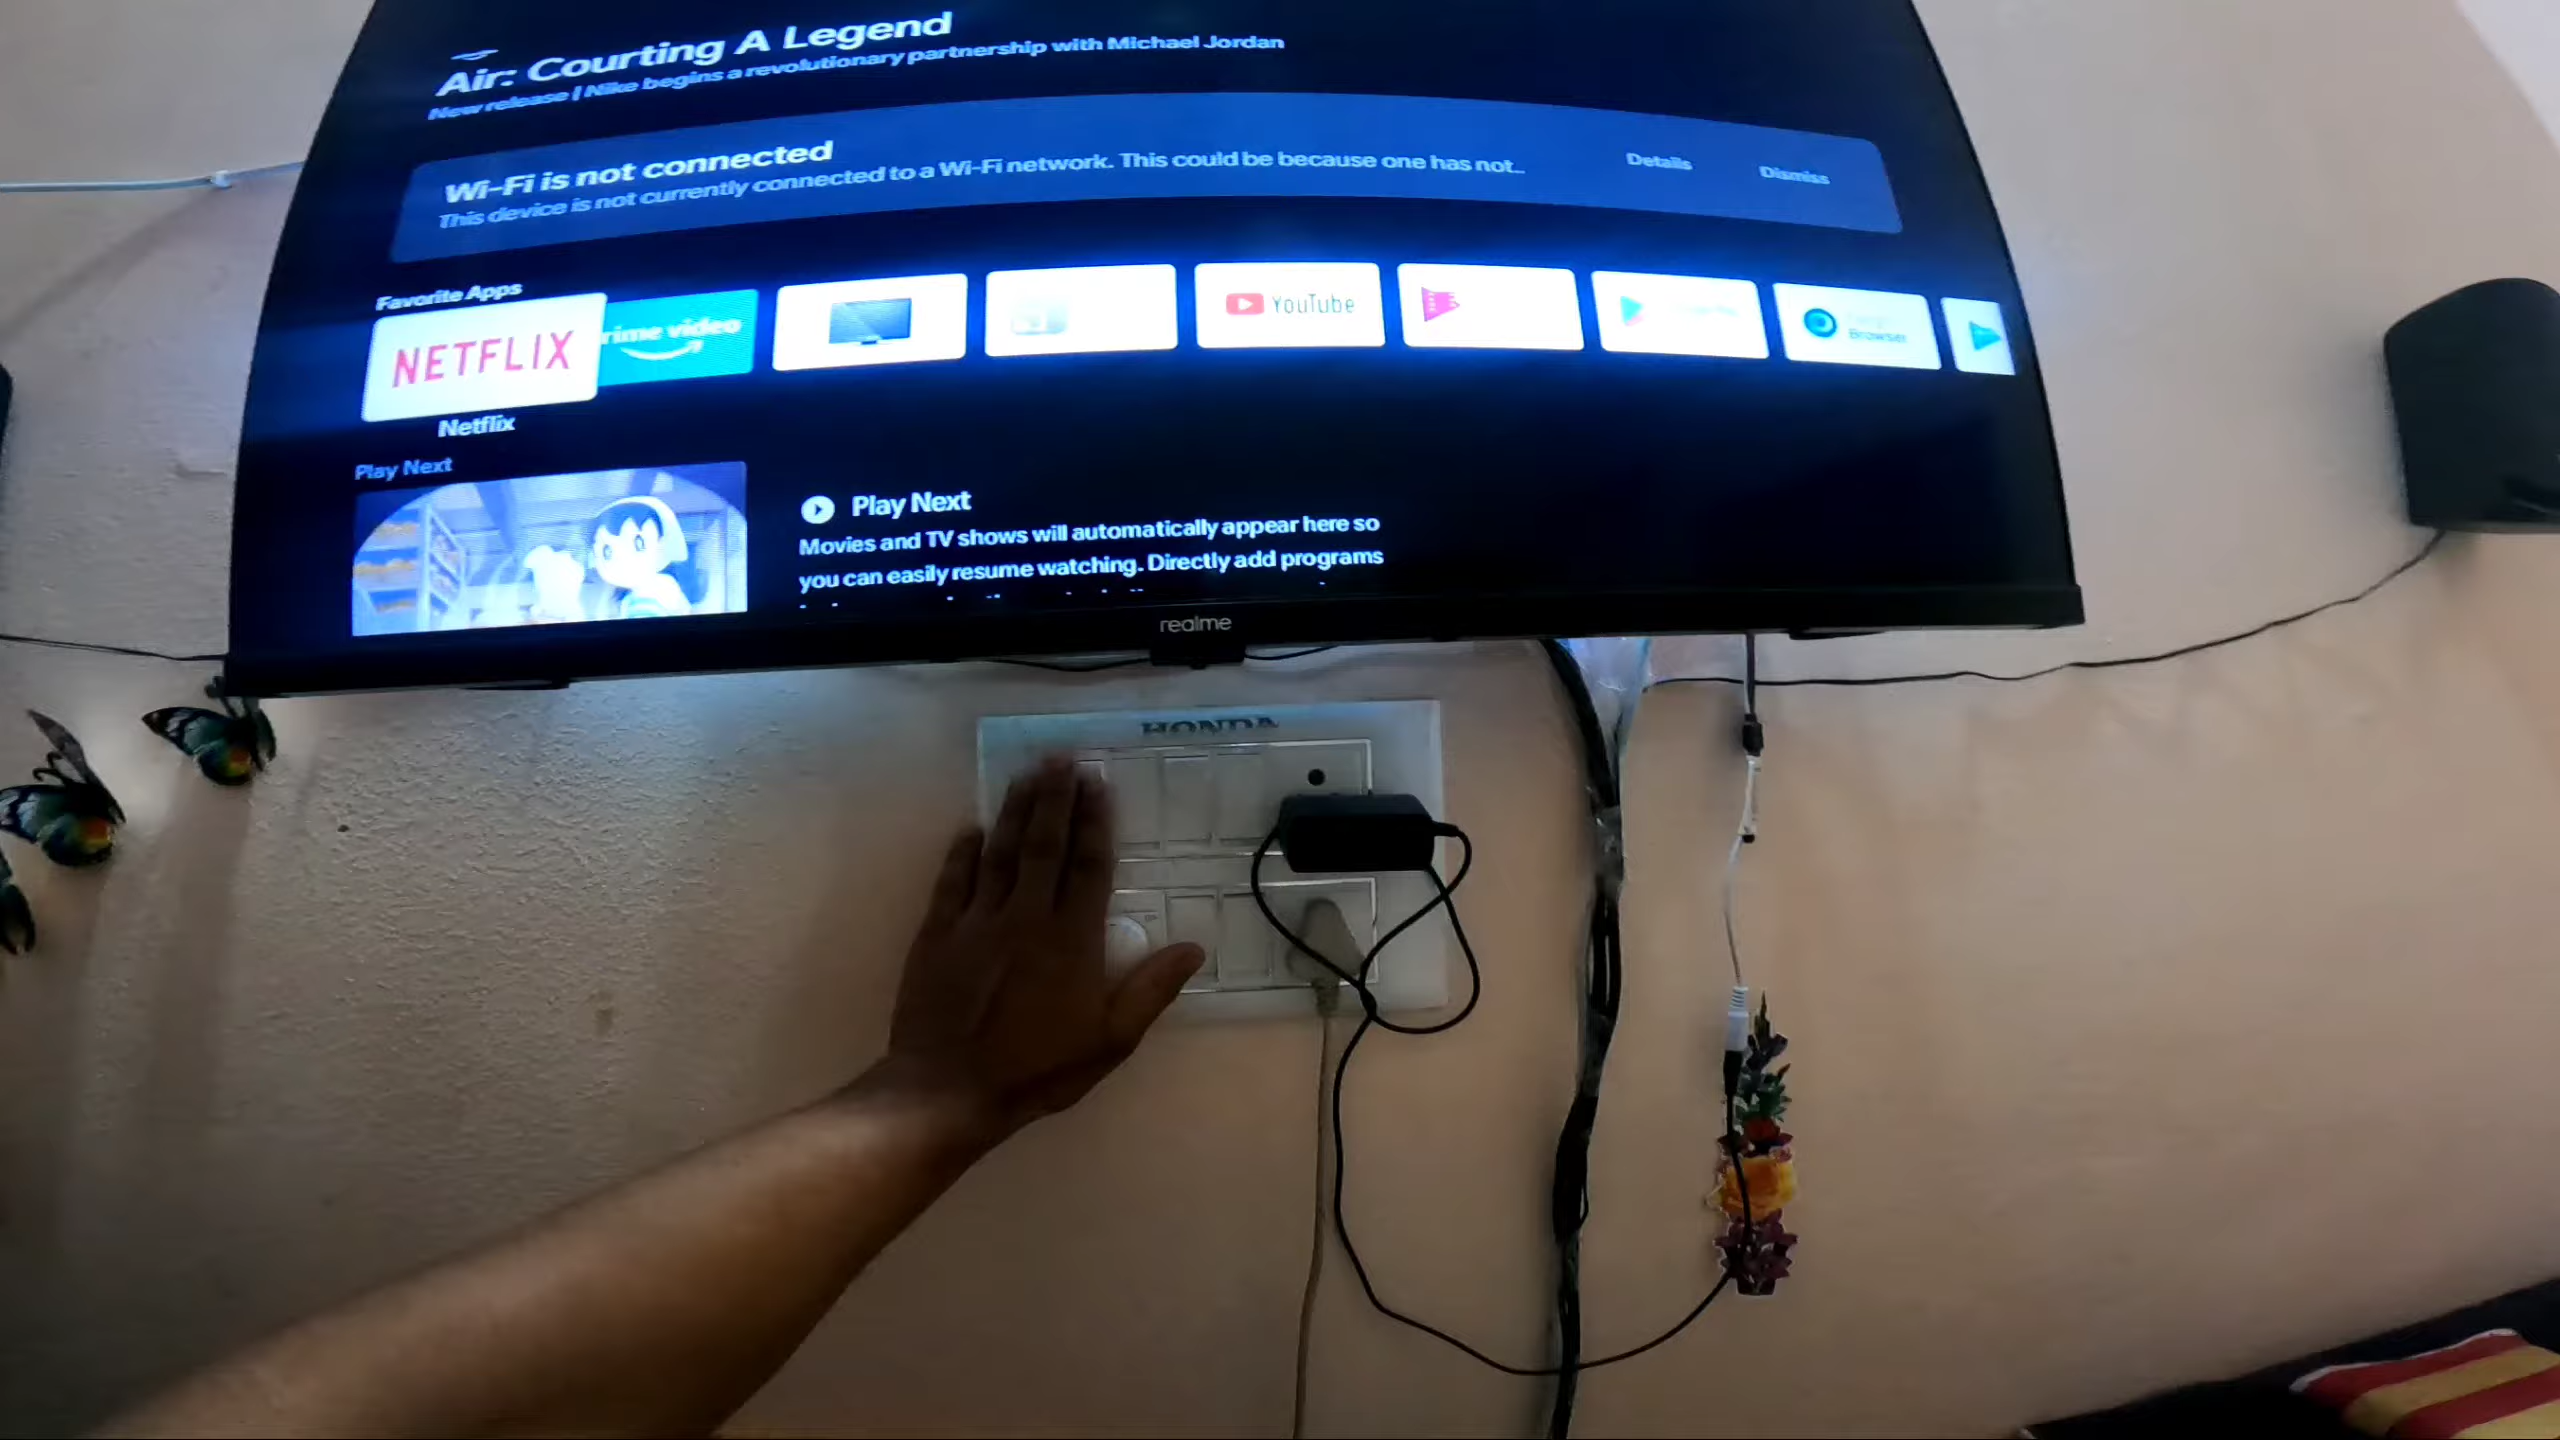 Air: Courting A Legend
New release | Nike begins a revolutionary partnership with Michael Jordan
Wi-Fi is not connected
This device is not currently connected to a Wi-Fi network. This could be because one has not...
Details
Dismiss
Favorite Apps
NETFLIX
rime video
YouTube
Browser
Netflix
Play Next
Play Next
Movies and TV shows will automatically appear here so
you can easily resume watching. Directly add programs
realme
HONDA